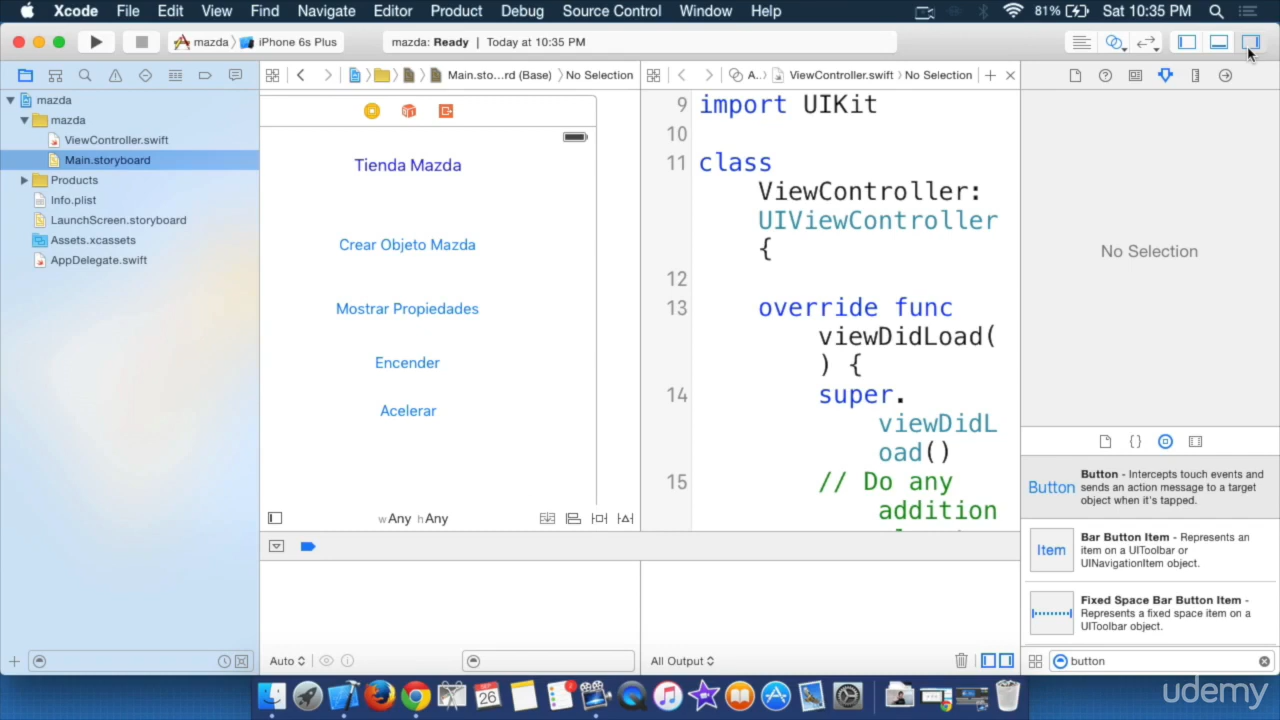 Xcode File Edit View Find Navigate Editor Product Debug Source Control Window Help 81% Sat 10:35 PM
mazda iPhone 6s Plus mazda: Ready | Today at 10:35 PM
Main.sto...rd (Base) No Selection A... ViewController.swift No Selection
mazda
mazda
ViewController.swift
Main.storyboard
Products
Info.plist
LaunchScreen.storyboard
Assets.xcassets
AppDelegate.swift
Tienda Mazda
Crear Objeto Mazda
Mostrar Propiedades
Encender
Acelerar
wAny hAny
9 import UIKit
10
11 class
ViewController:
UIViewController
{
12
13 override func
viewDidLoad(
) {
14 super.
viewDidL
oad()
15 // Do any
addition
No Selection
Button
Button - Intercepts touch events and
sends an action message to a target
object when it's tapped.
Item
Bar Button Item - Represents an
item on a UIToolbar or
UINavigationItem object.
Fixed Space Bar Button Item -
Represents a fixed space item on a
UIToolbar object.
button
Auto
All Output
26
udemy